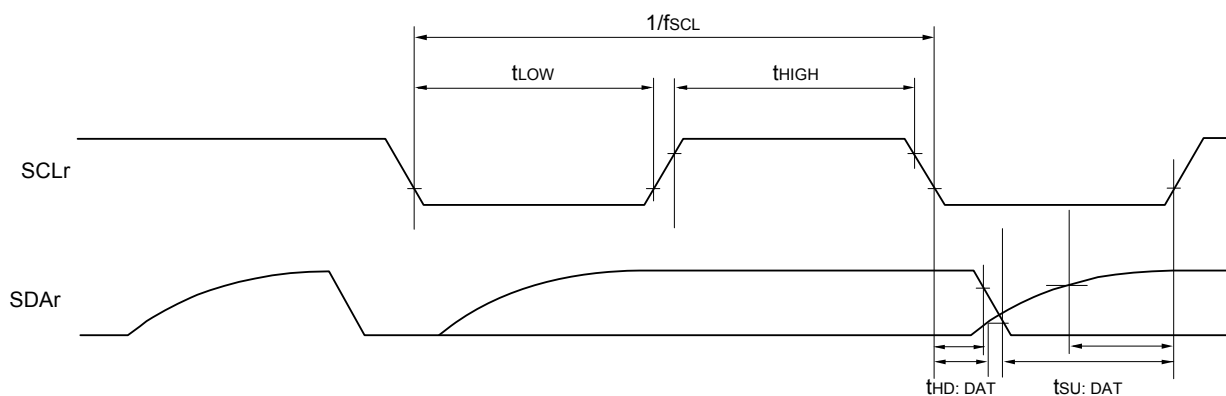 1/fSCL
tLOW
tHIGH
SCLr
SDAr
tHD: DAT
tSU: DAT